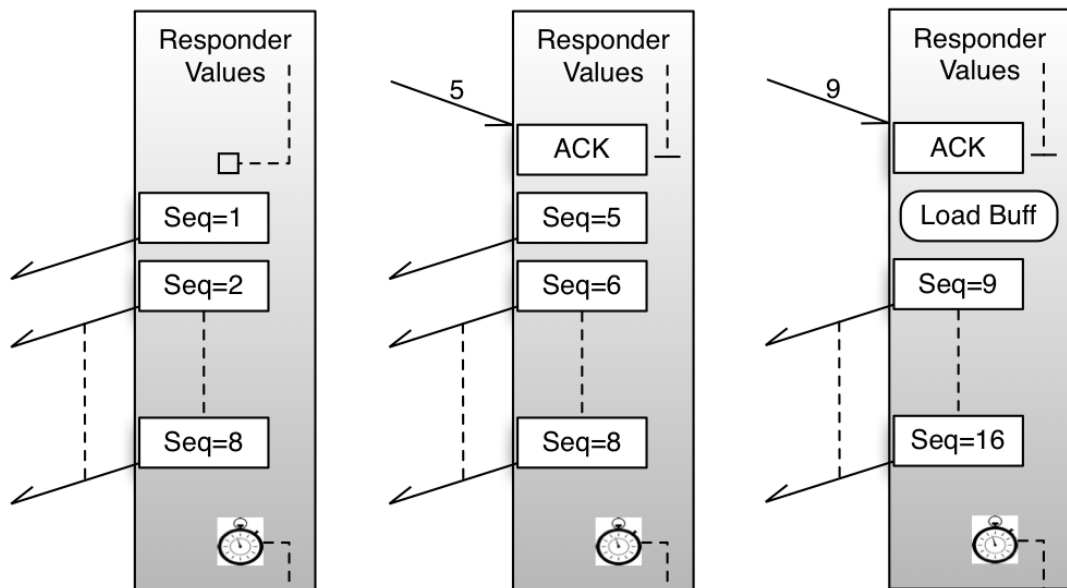 Responder
Values
Seq=1
Seq=2
Seq=8
Responder
Values
5
ACK
Seq=5
Seq=6
Seq=8
Responder
Values
9
ACK
Load Buff
Seq=9
Seq=16